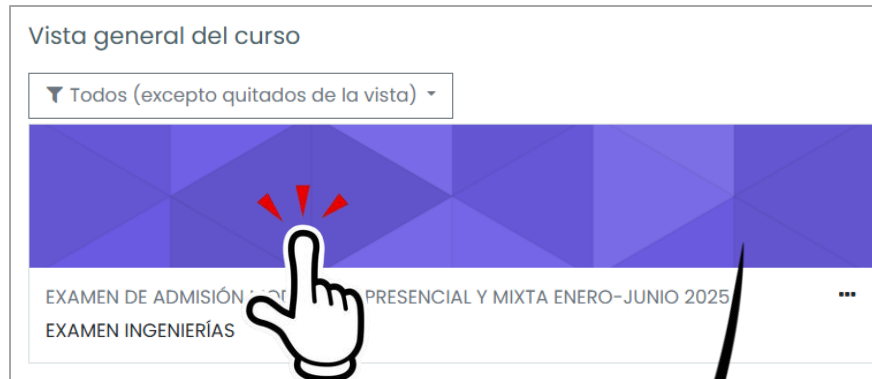 Vista general del curso
Todos (excepto quitados de la vista)
EXAMEN DE ADMISIÓN PRESENCIAL Y MIXTA ENERO-JUNIO 2025
EXAMEN INGENIERÍAS